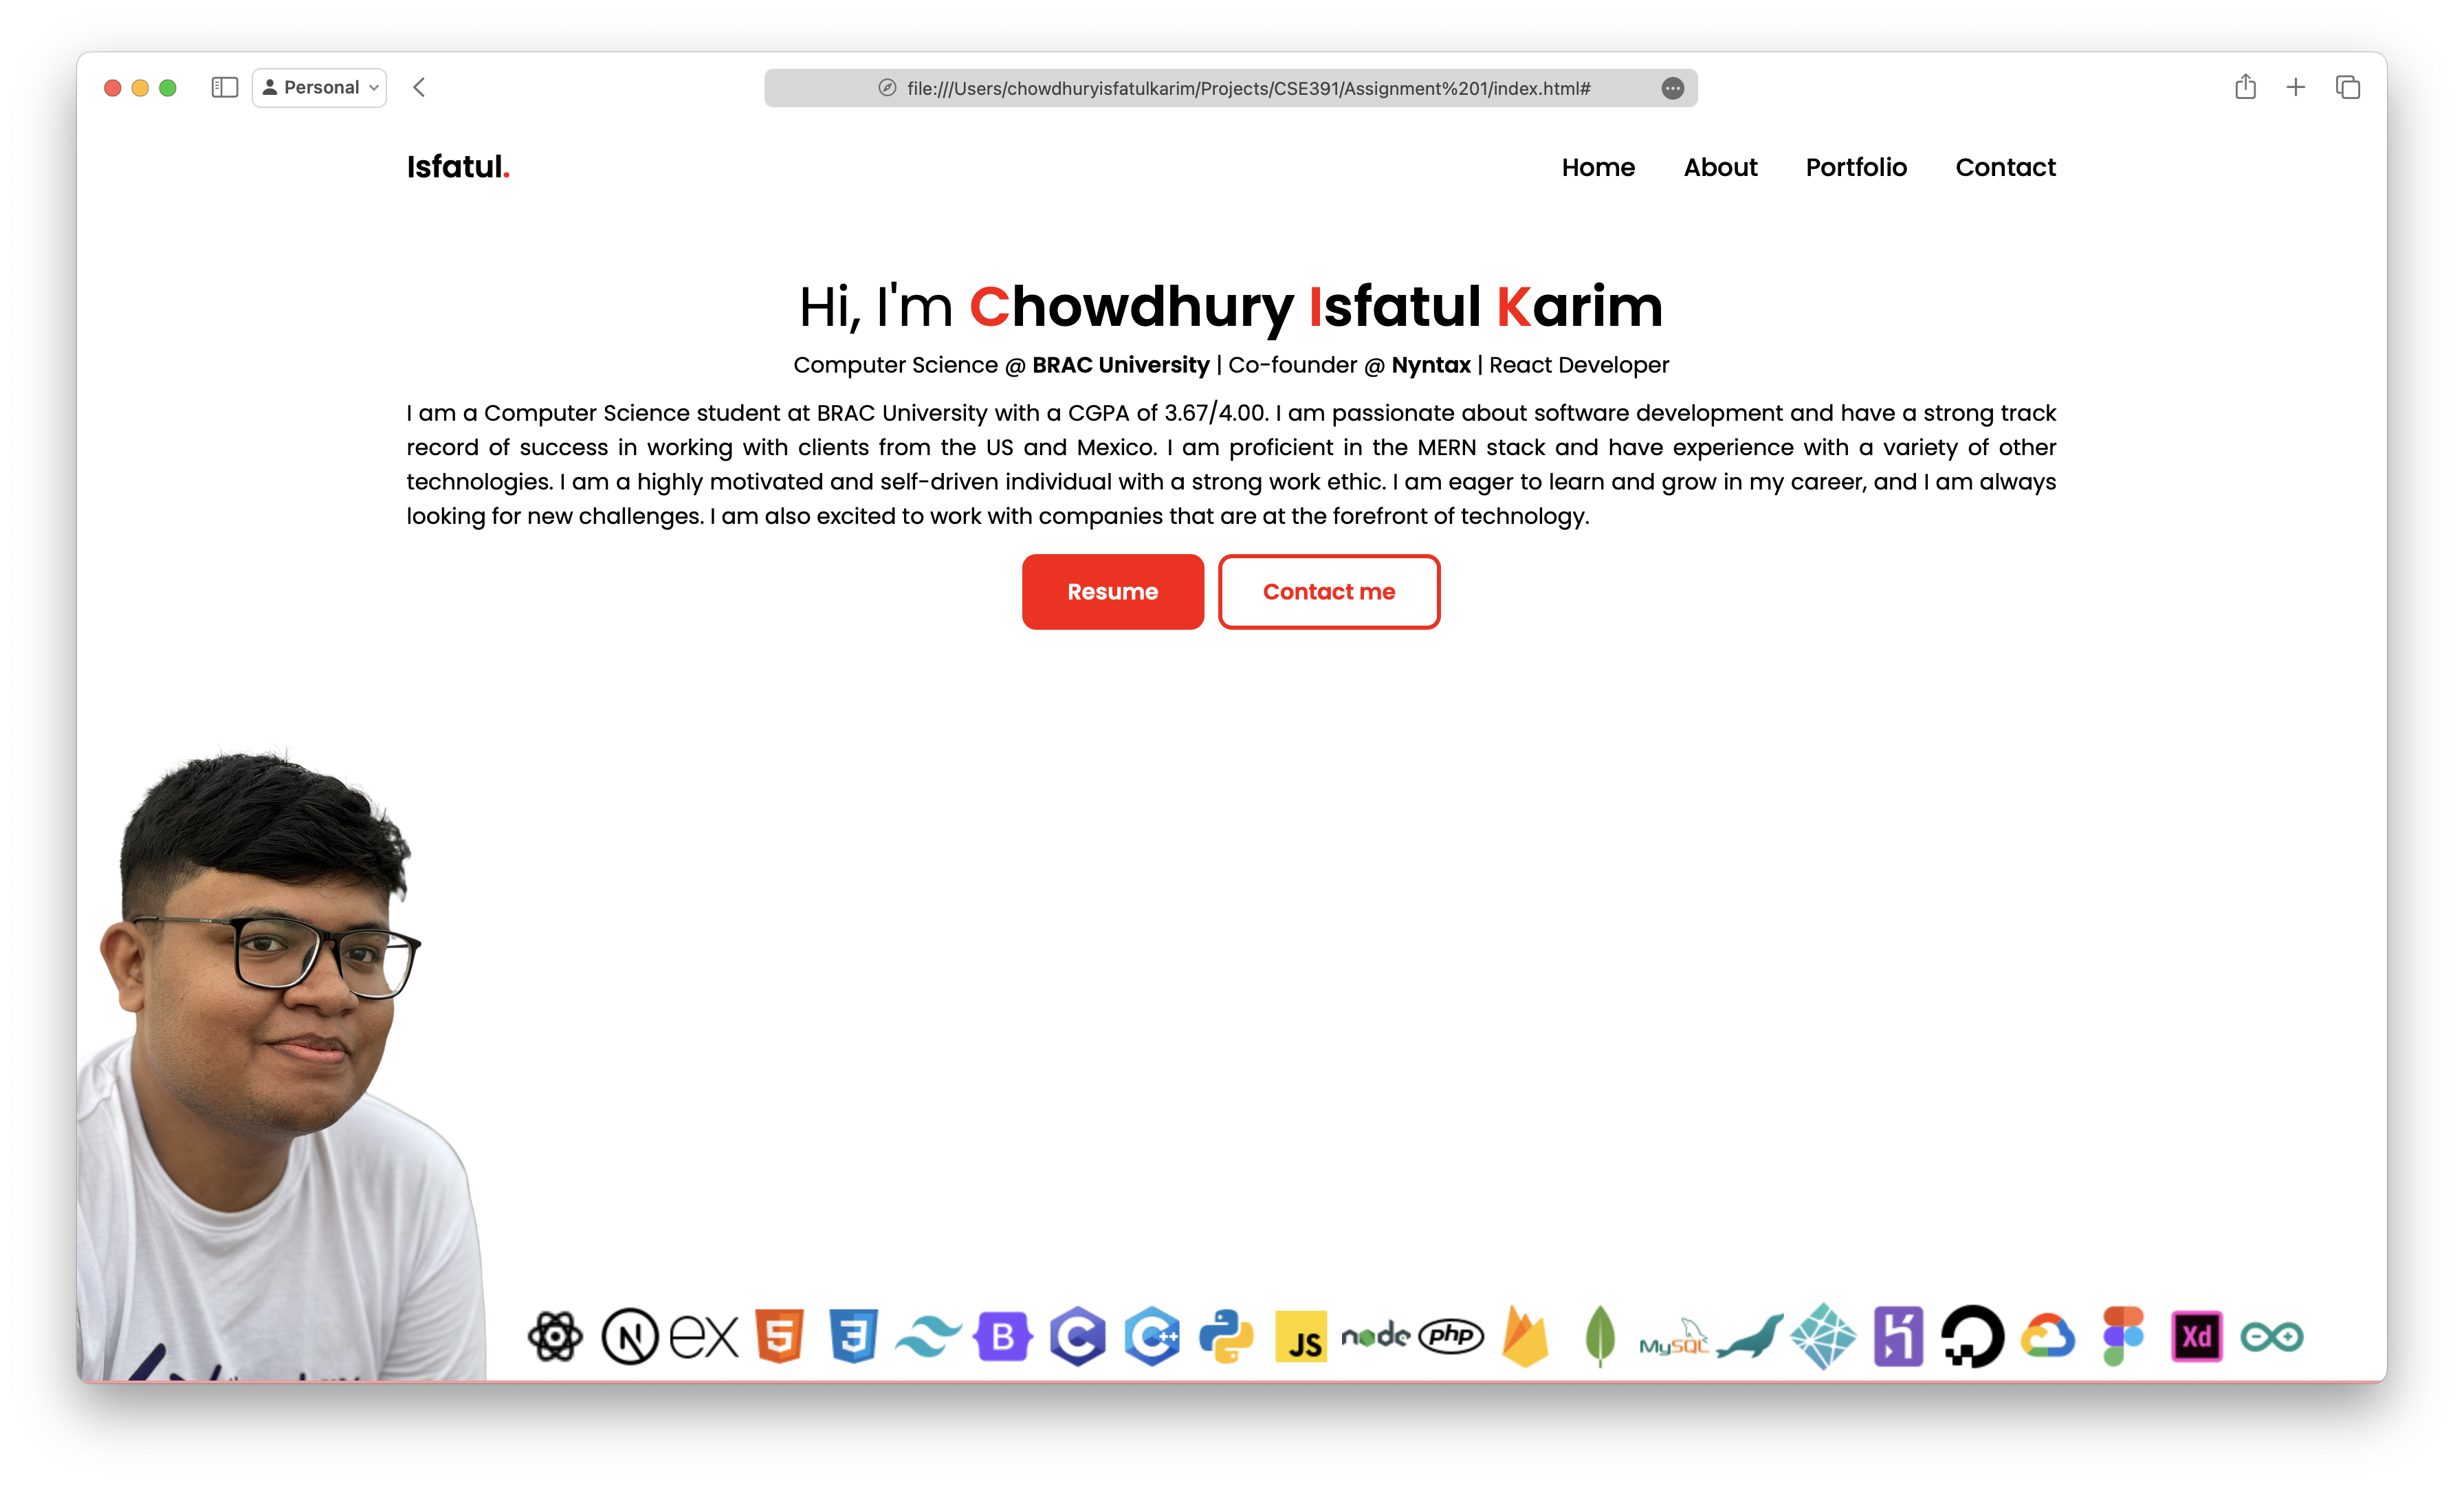 Personal
file:///Users/chowdhuryisfatulkarim/Projects/CSE391/Assignment%201/index.html#
Isfatul.
Home About Portfolio Contact
Hi, I'm Chowdhury Isfatul Karim
Computer Science @ BRAC University | Co-founder @ Nyntax | React Developer
I am a Computer Science student at BRAC University with a CGPA of 3.67/4.00. I am passionate about software development and have a strong track
record of success in working with clients from the US and Mexico. I am proficient in the MERN stack and have experience with a variety of other
technologies. I am a highly motivated and self-driven individual with a strong work ethic. I am eager to learn and grow in my career, and I am always
looking for new challenges. I am also excited to work with companies that are at the forefront of technology.
Resume Contact me
N ex 5 3 B C C++ JS node php MySQL Xd